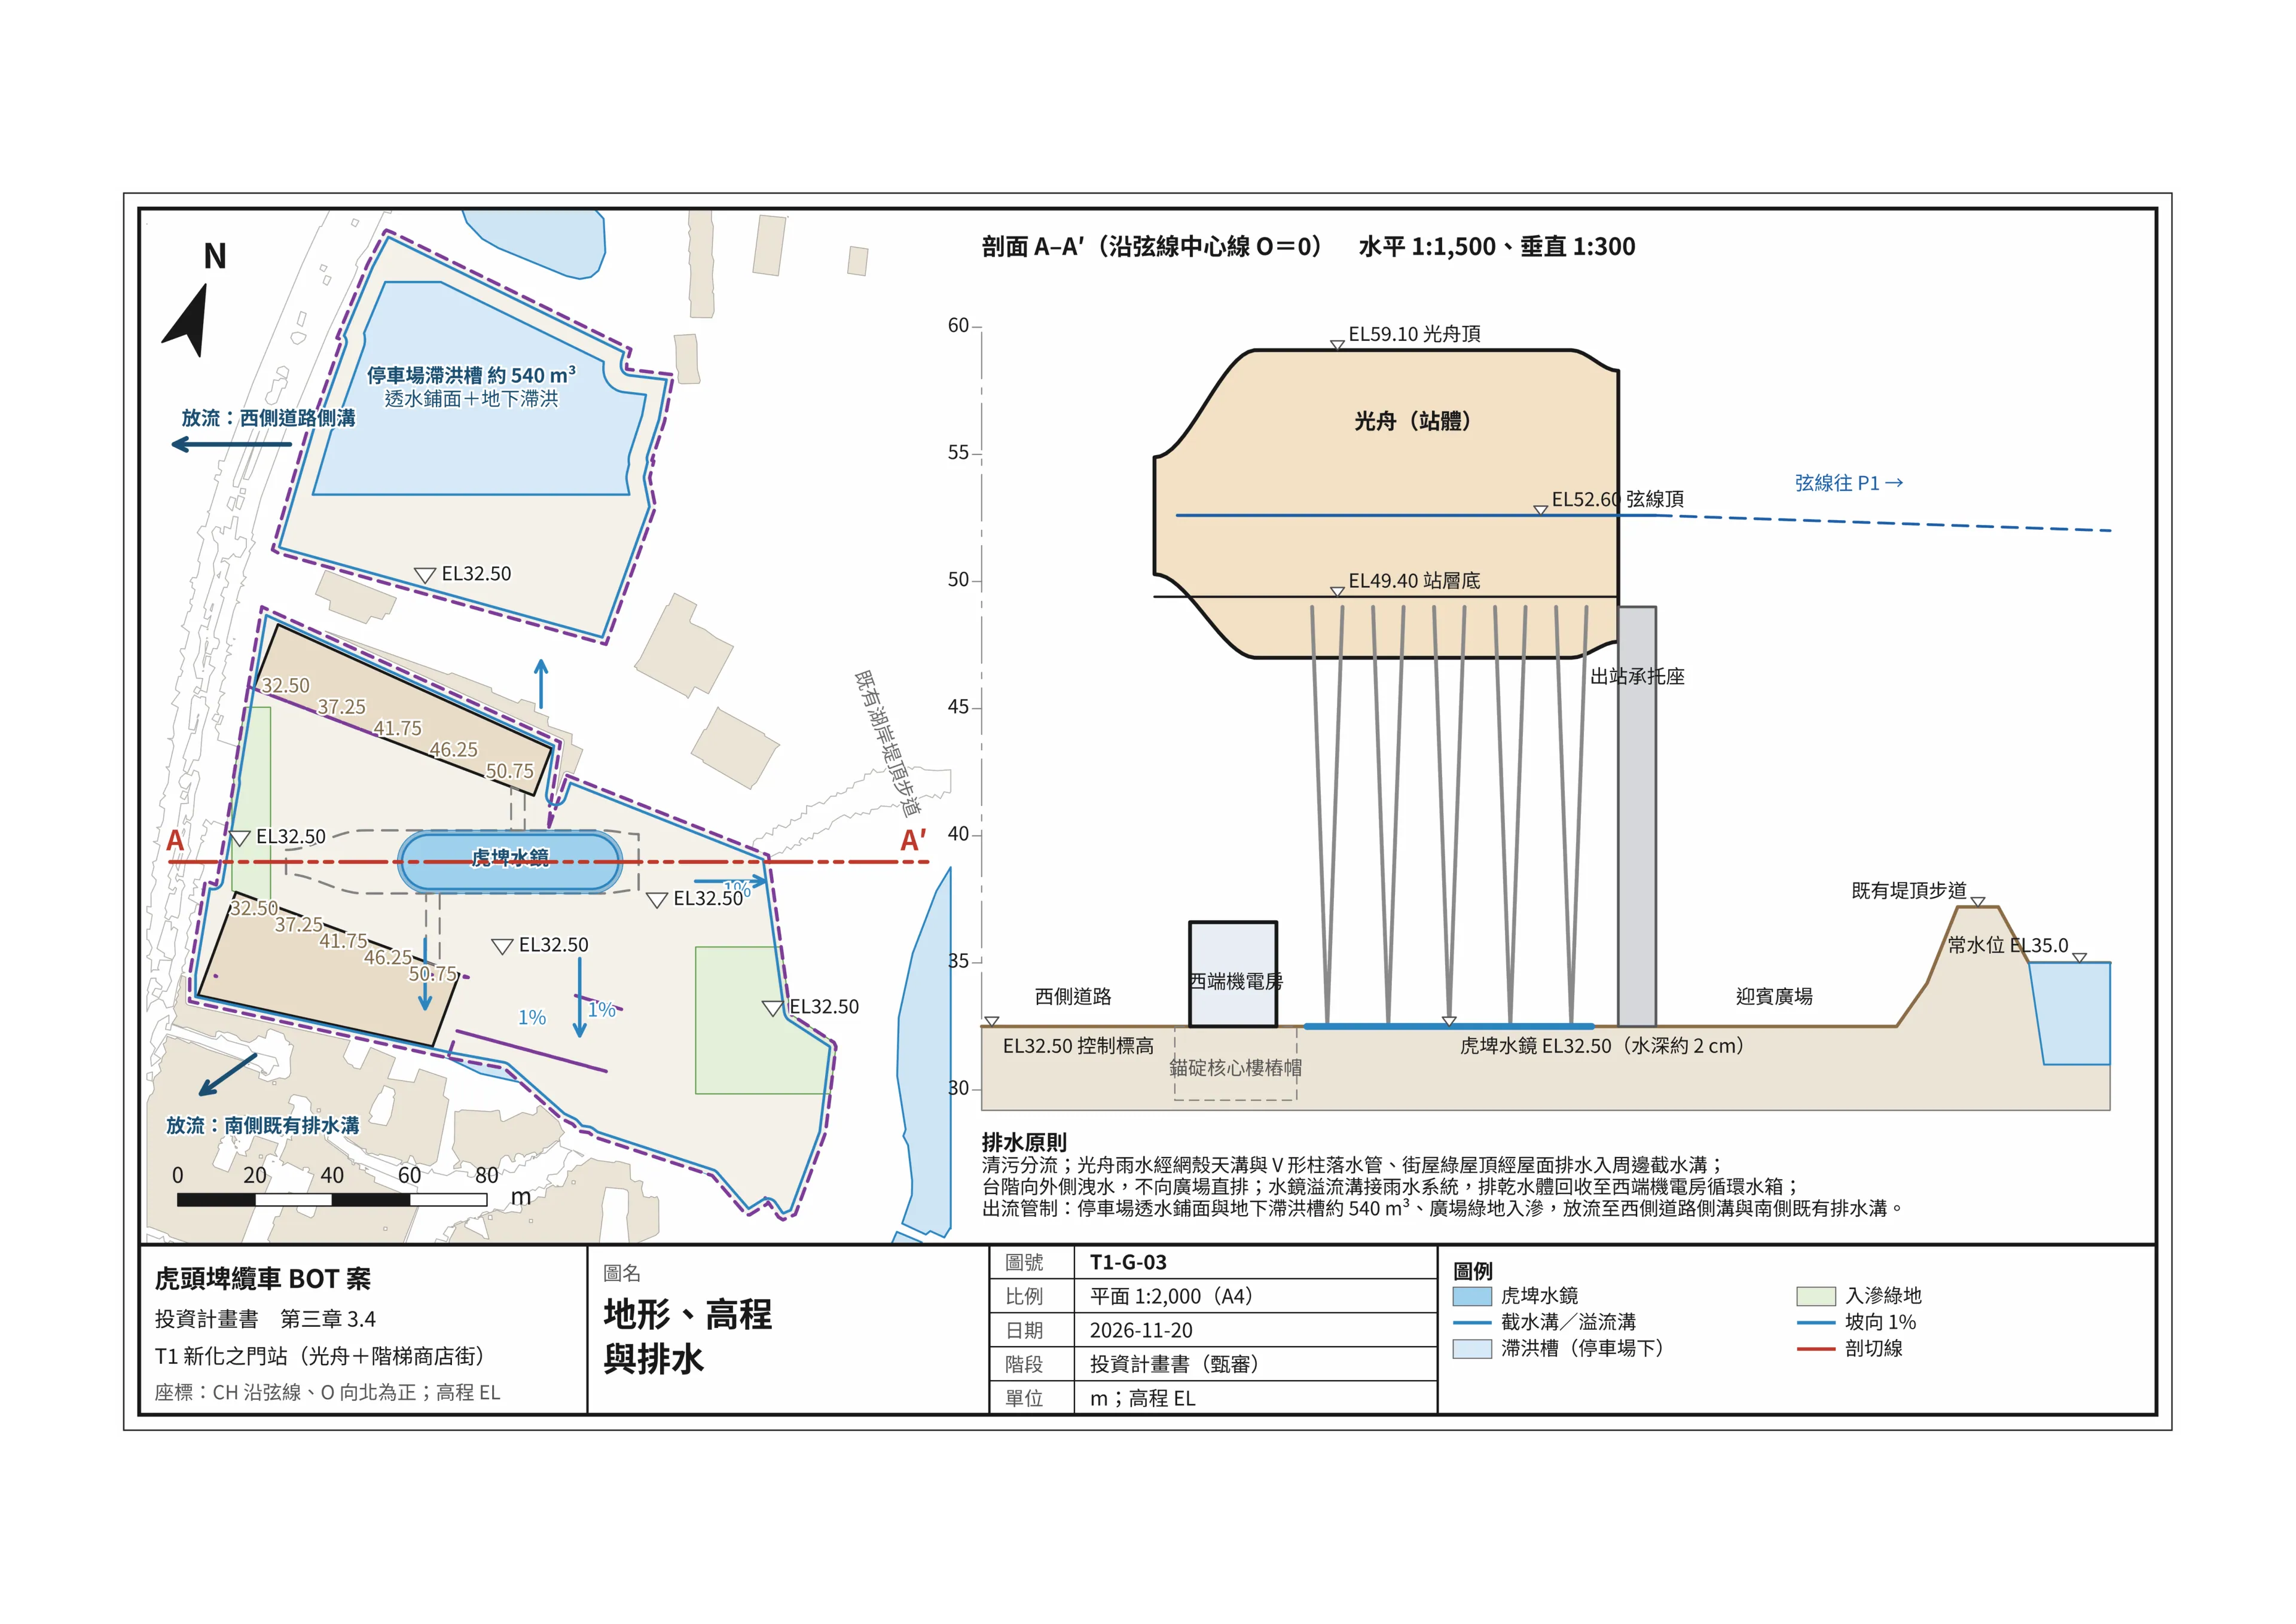 N
停車場滯洪槽 約 540 m³
透水鋪面＋地下滯洪
放流：西側道路側溝
EL32.50
32.50
37.25
41.75
46.25
50.75
既有湖岸堤頂步道
A
EL32.50
虎埤水鏡
A′
1%
EL32.50
32.50
37.25
41.75
46.25
50.75
EL32.50
EL32.50
1%
1%
放流：南側既有排水溝
0 20 40 60 80 m
剖面 A–A′（沿弦線中心線 O＝0） 水平 1:1,500、垂直 1:300
60
55
50
45
40
35
30
EL59.10 光舟頂
光舟（站體）
弦線往 P1 →
EL52.60 弦線頂
EL49.40 站層底
出站承托座
既有堤頂步道
常水位 EL35.0
西端機電房
西側道路
迎賓廣場
EL32.50 控制標高
虎埤水鏡 EL32.50（水深約 2 cm）
錨碇核心樓樁帽
排水原則
清污分流；光舟雨水經網殼天溝與 V 形柱落水管、街屋綠屋頂經屋面排水入周邊截水溝；
台階向外側洩水，不向廣場直排；水鏡溢流溝接雨水系統，排乾水體回收至西端機電房循環水箱；
出流管制：停車場透水鋪面與地下滯洪槽約 540 m³、廣場綠地入滲，放流至西側道路側溝與南側既有排水溝。
虎頭埤纜車 BOT 案
投資計畫書 第三章 3.4
T1 新化之門站（光舟＋階梯商店街）
座標：CH 沿弦線、O 向北為正；高程 EL
圖名
地形、高程
與排水
圖號 T1-G-03
比例 平面 1:2,000（A4）
日期 2026-11-20
階段 投資計畫書（甄審）
單位 m；高程 EL
圖例
虎埤水鏡
截水溝／溢流溝
滯洪槽（停車場下）
入滲綠地
坡向 1%
剖切線